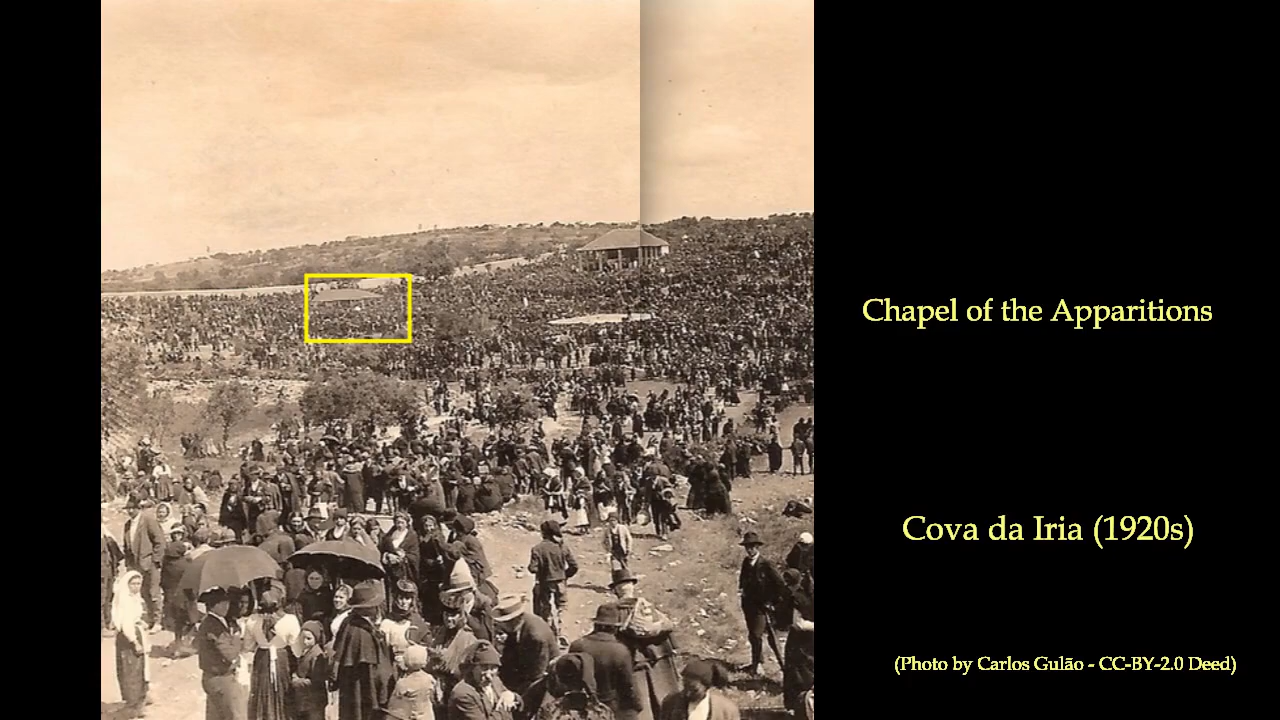 Chapel of the Apparitions
Cova da Iria (1920s)
(Photo by Carlos Gulão - CC-BY-2.0 Deed)